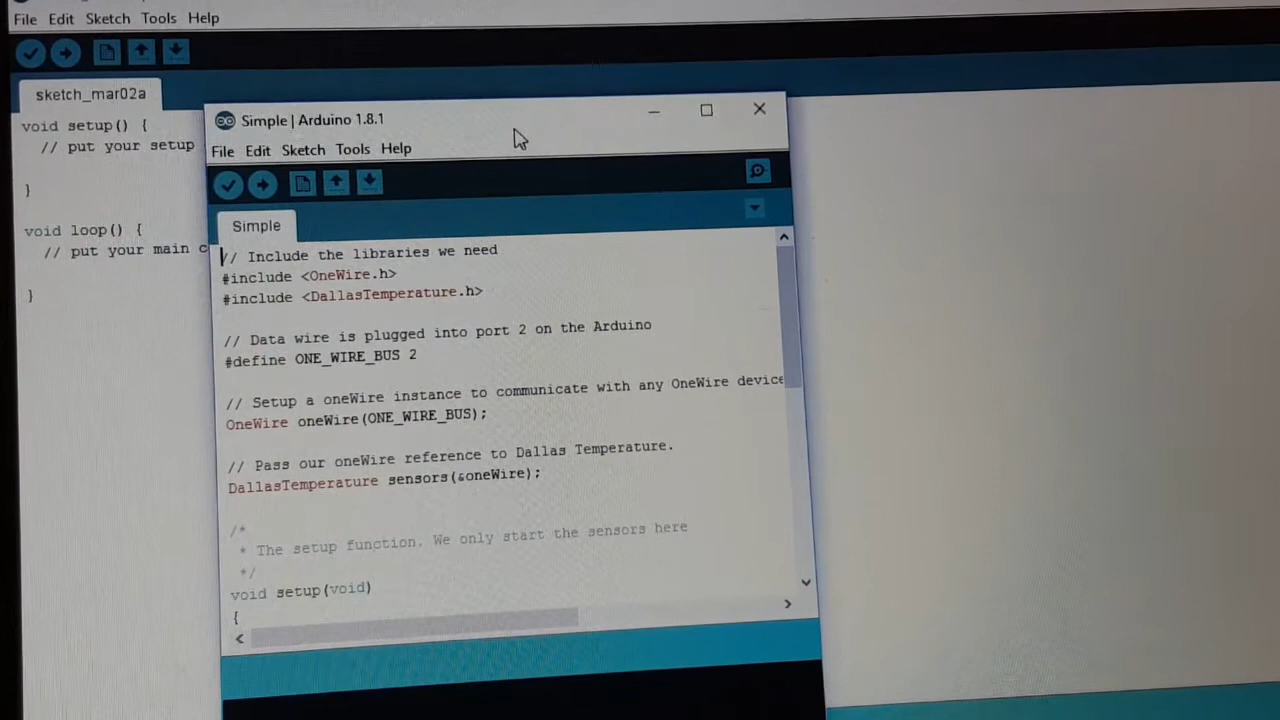 File Edit Sketch Tools Help
sketch_mar02a
void setup() {
// put your setup
}
void loop() {
// put your main c
}
Simple | Arduino 1.8.1
File Edit Sketch Tools Help
Simple
// Include the libraries we need
#include <OneWire.h>
#include <DallasTemperature.h>
// Data wire is plugged into port 2 on the Arduino
#define ONE_WIRE_BUS 2
// Setup a oneWire instance to communicate with any OneWire device
OneWire oneWire(ONE_WIRE_BUS);
// Pass our oneWire reference to Dallas Temperature.
DallasTemperature sensors(&oneWire);
/*
* The setup function. We only start the sensors here
*/
void setup(void)
{